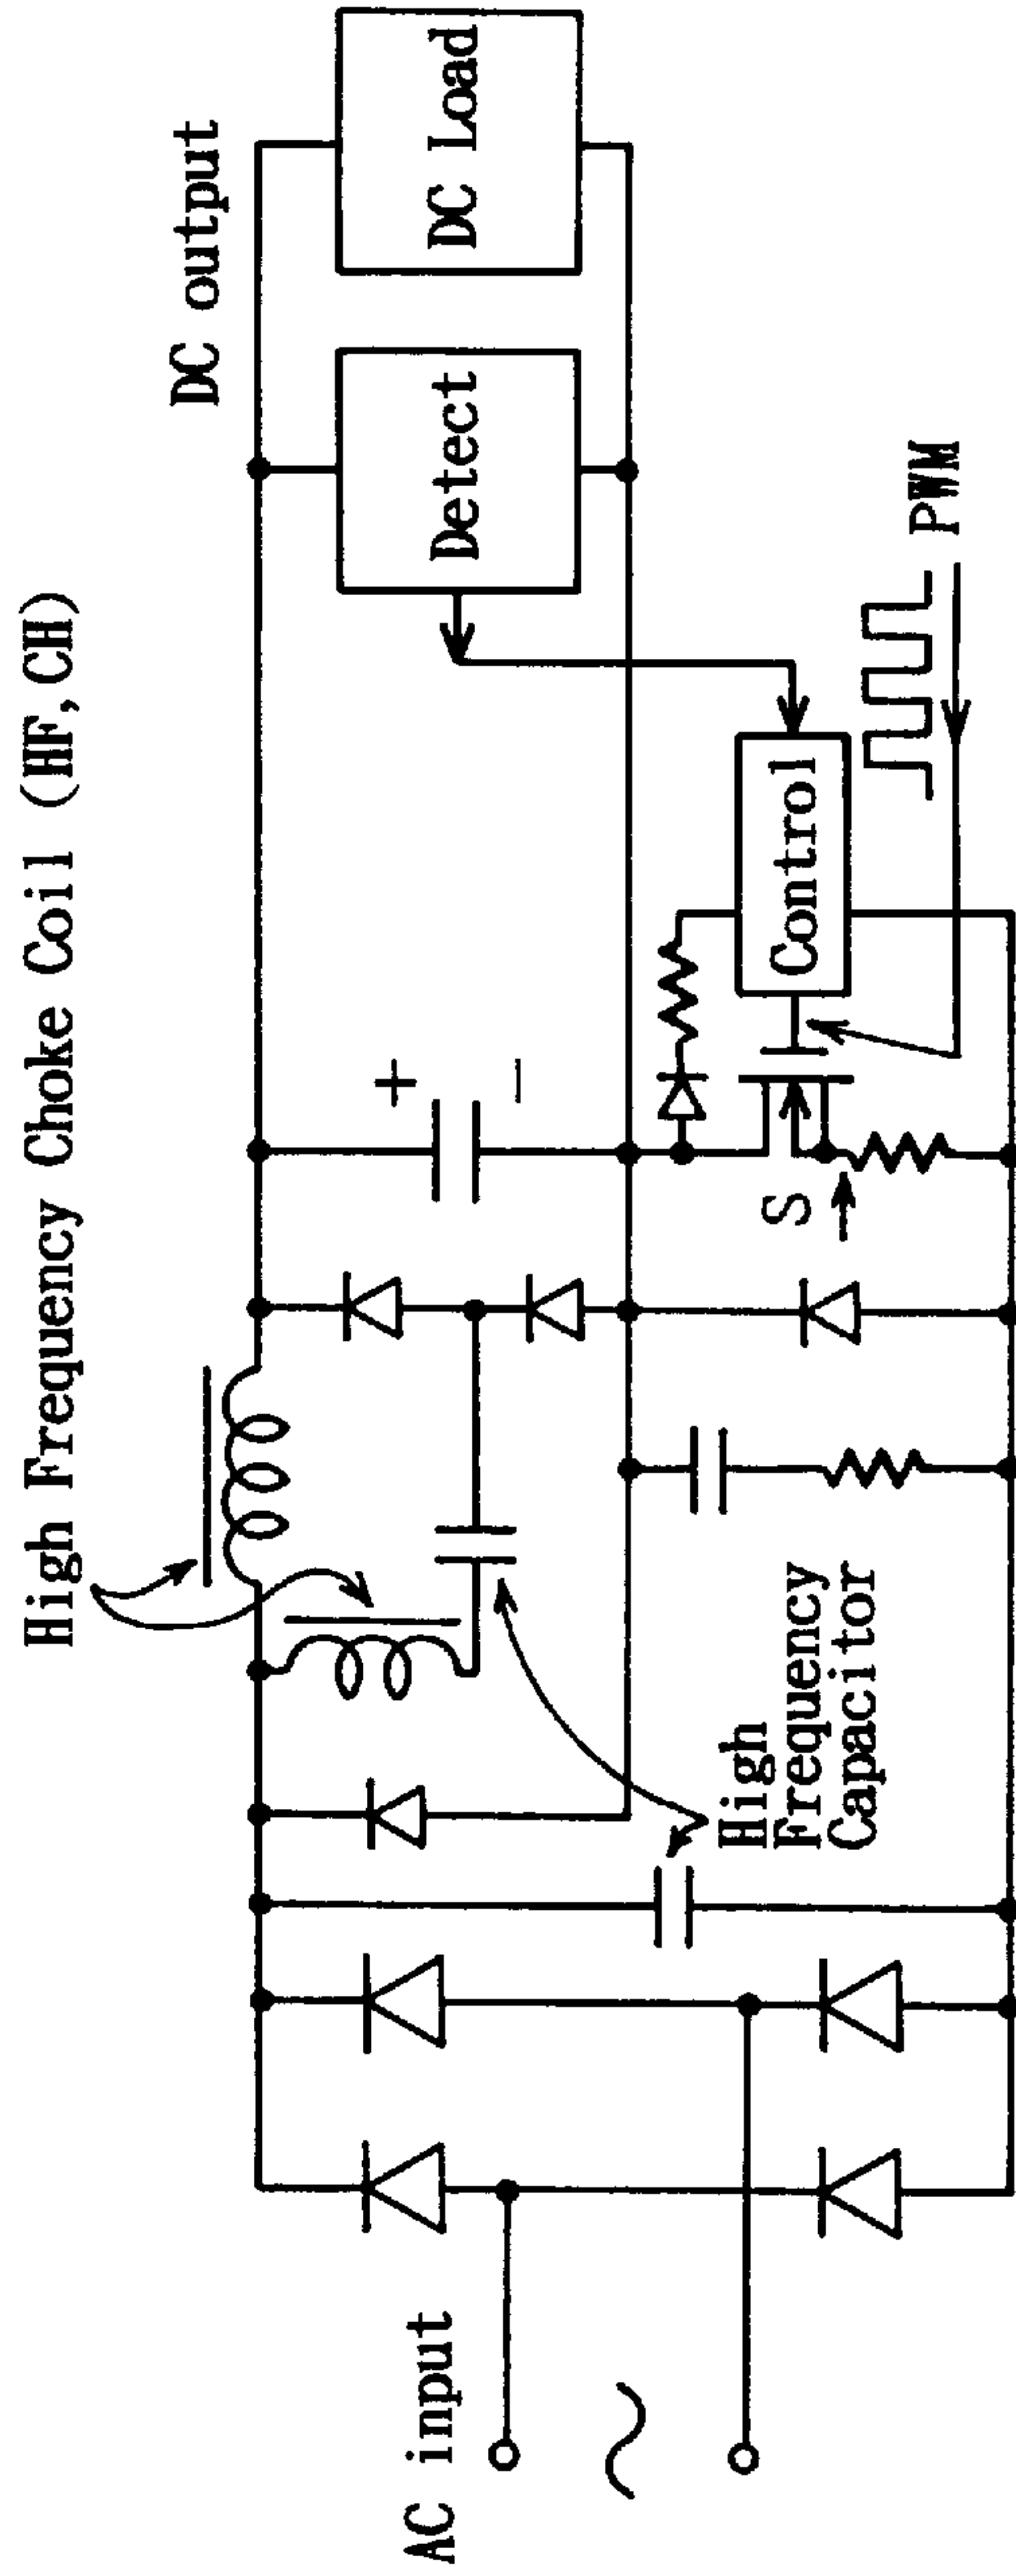 High Frequency Choke Coil (HF,CH)
DC output
AC input
+
−
DC Load
Detect
High
Frequency
Capacitor
S
Control
PWM